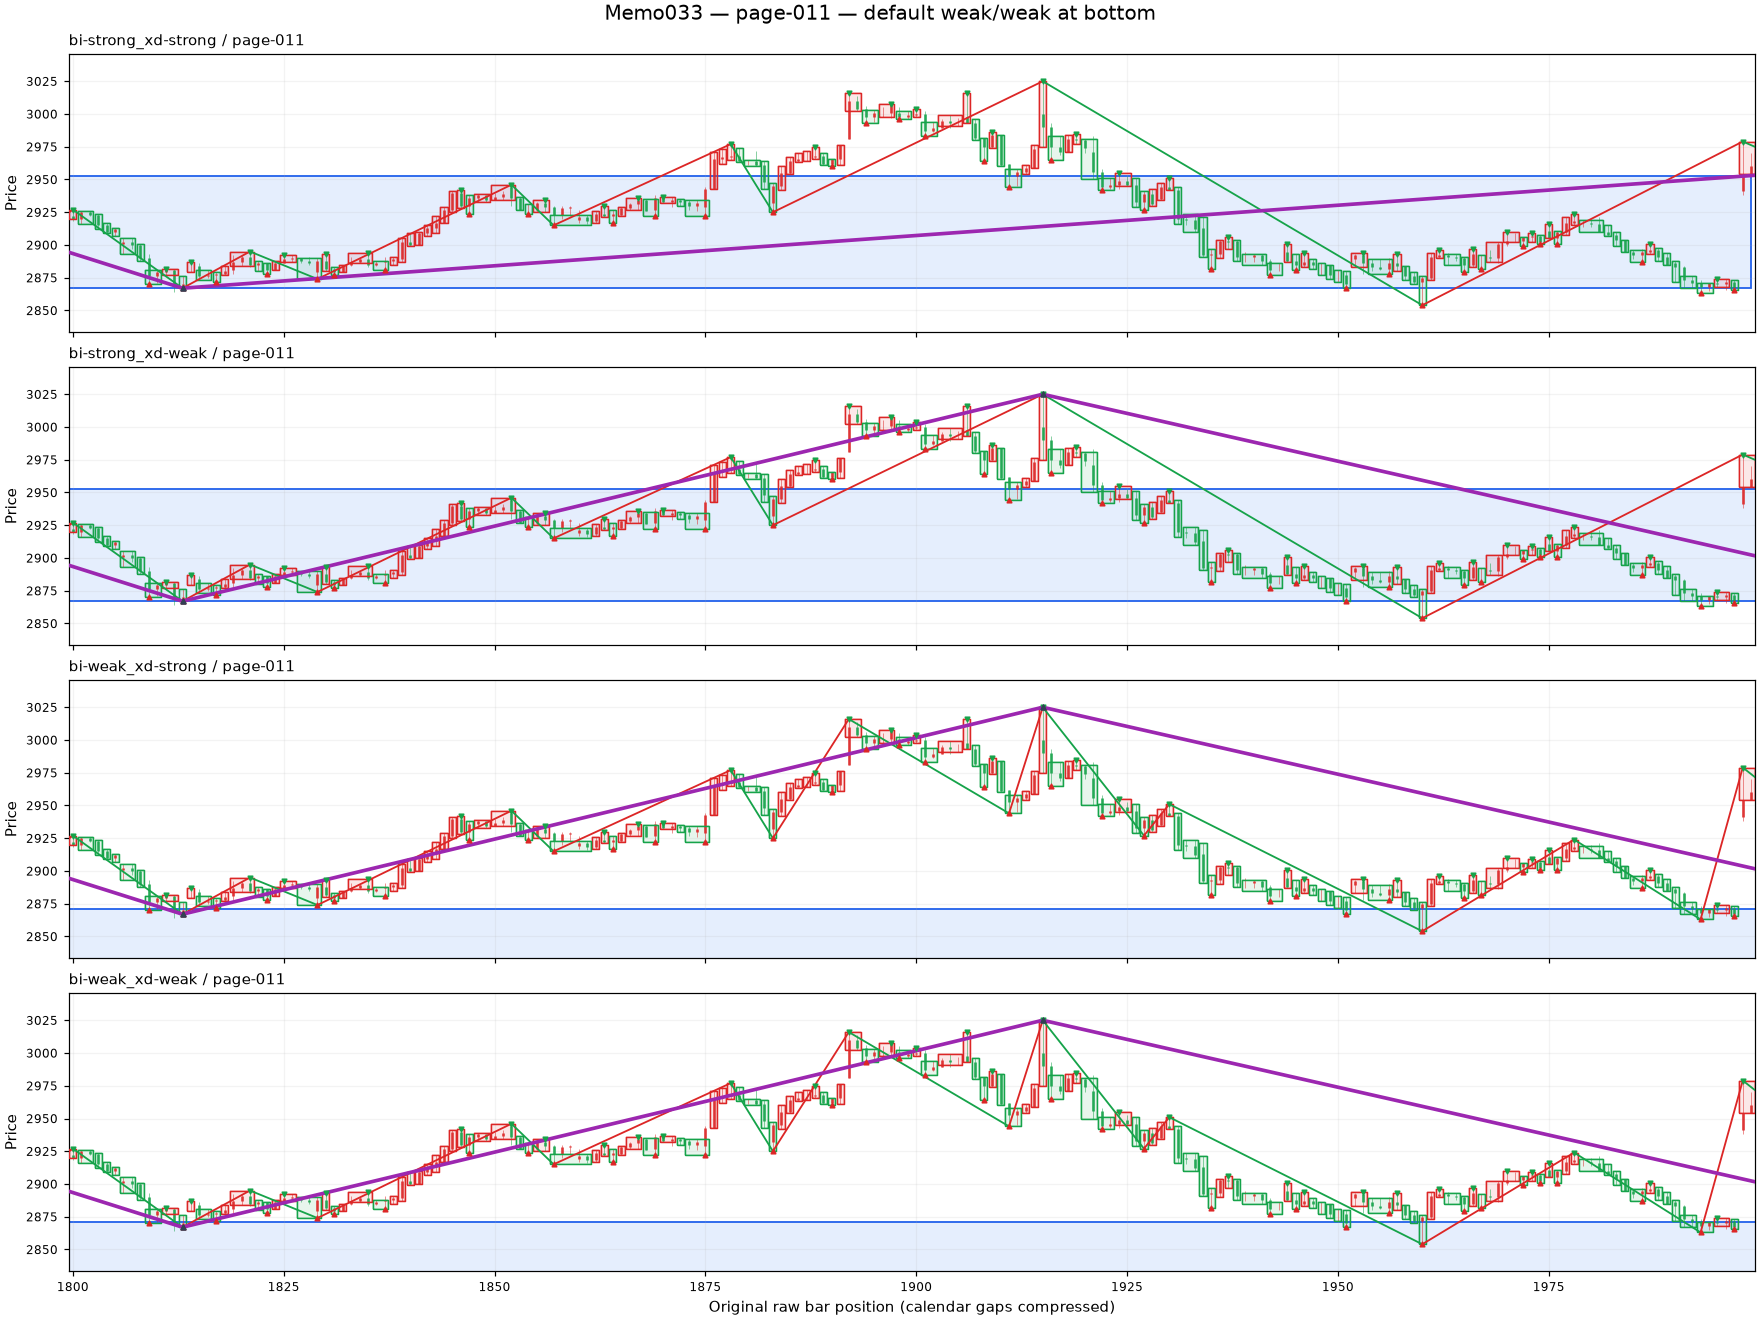 Memo033 — page-011 — default weak/weak at bottom
bi-strong_xd-strong / page-011
Price
3025
3000
2975
2950
2925
2900
2875
2850
bi-strong_xd-weak / page-011
Price
3025
3000
2975
2950
2925
2900
2875
2850
bi-weak_xd-strong / page-011
Price
3025
3000
2975
2950
2925
2900
2875
2850
bi-weak_xd-weak / page-011
Price
3025
3000
2975
2950
2925
2900
2875
2850
1800 1825 1850 1875 1900 1925 1950 1975
Original raw bar position (calendar gaps compressed)